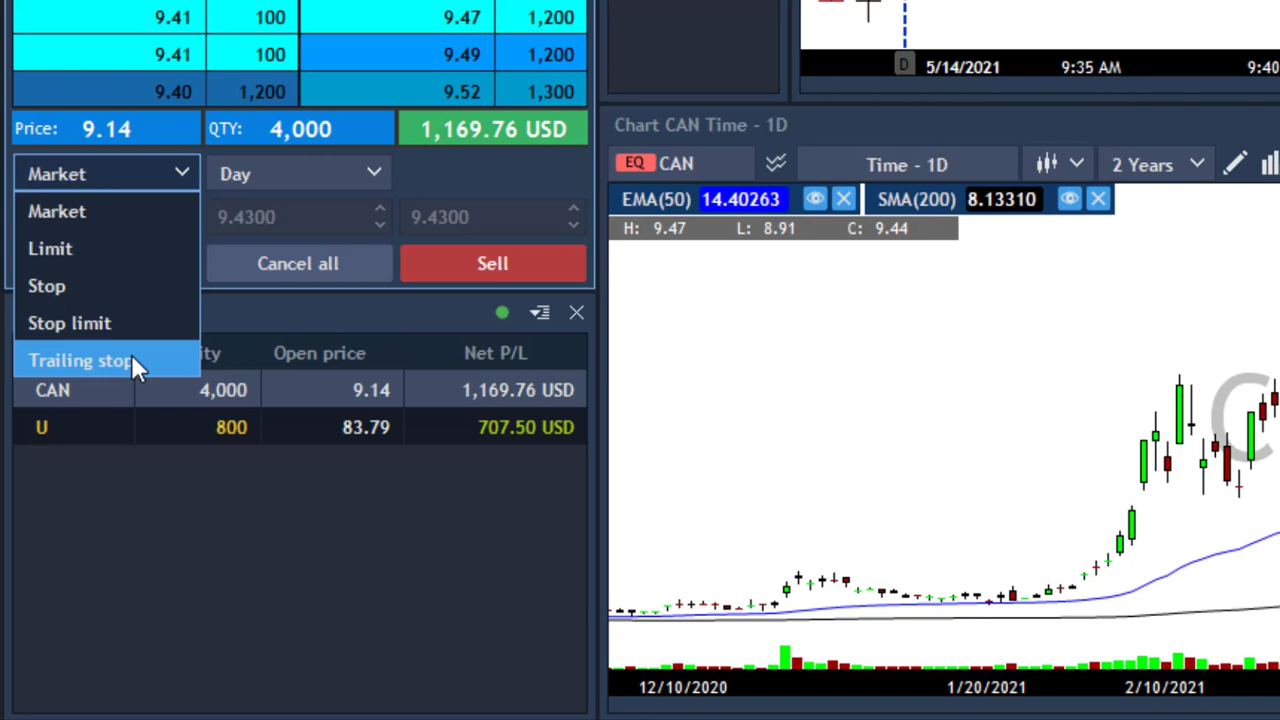 9.41 100 9.47 1,200
9.41 100 9.49 1,200
9.40 1,200 9.52 1,300
Price: 9.14 QTY: 4,000 1,169.76 USD
Market Day
Market 9.4300 9.4300
Limit Cancel all Sell
Stop
Stop limit
Trailing stop
Open price Net P/L
CAN 4,000 9.14 1,169.76 USD
U 800 83.79 707.50 USD
D 5/14/2021 9:35 AM 9:40
Chart CAN Time - 1D
EQ CAN Time - 1D 2 Years
EMA(50) 14.40263 SMA(200) 8.13310
H: 9.47 L: 8.91 C: 9.44
C
12/10/2020 1/20/2021 2/10/2021